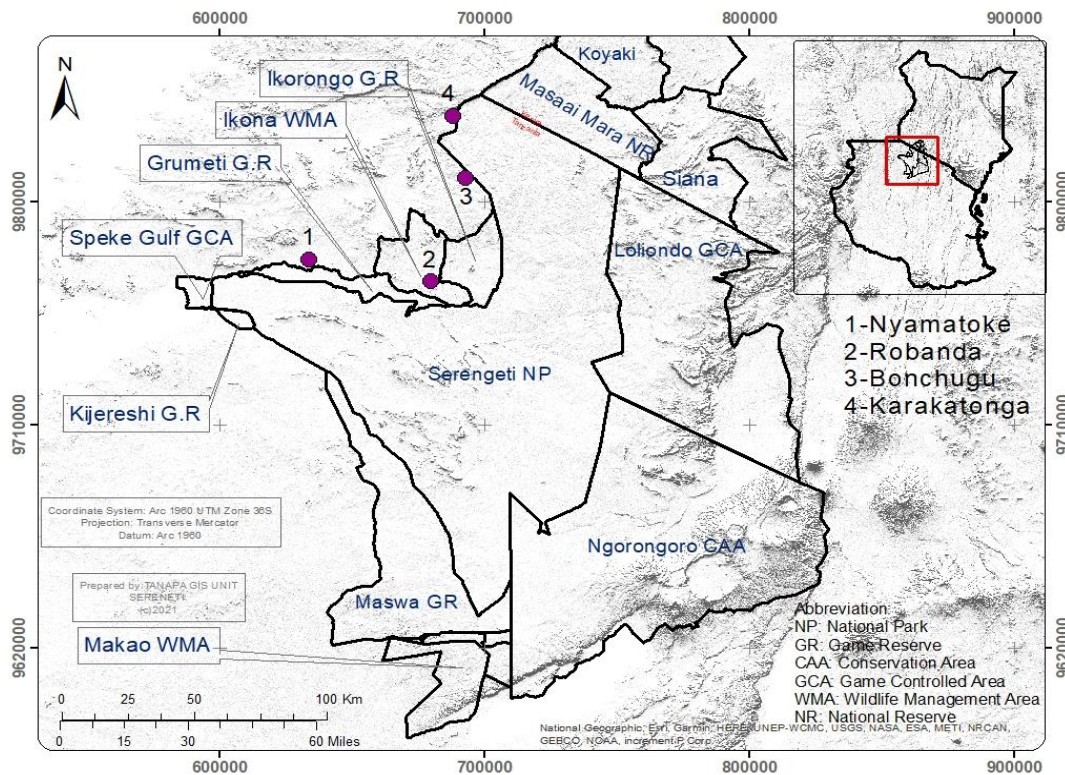 600000
700000
800000
900000
N
Koyaki
Ikorongo G.R
4
Masaai Mara NR
Ikona WMA
Tanzania
Grumeti G.R
3
Siana
9800000
9800000
Speke Gulf GCA
1
2
Loliondo GCA
1-Nyamatoke
2-Robanda
3-Bonchugu
4-Karakatonga
Serengeti NP
Kijereshi G.R
9710000
9710000
Coordinate System: Arc 1960 UTM Zone 36S
Projection: Transverse Mercator
Datum: Arc 1960
Ngorongoro CAA
Prepared by TANAPA GIS UNIT
SERENETI
(c)2021
Maswa GR
Makao WMA
9620000
9620000
Abbreviation
NP: National Park
GR: Game Reserve
CAA: Conservation Area
GCA: Game Controlled Area
WMA: Wildlife Management Area
NR: National Reserve
0 25 50 100 Km
0 15 30 60 Miles
National Geographic, Esri, Garmin, HERE, UNEP-WCMC, USGS, NASA, ESA, METI, NRCAN,
GEBCO, NOAA, increment P Corp.
600000
700000
800000
900000